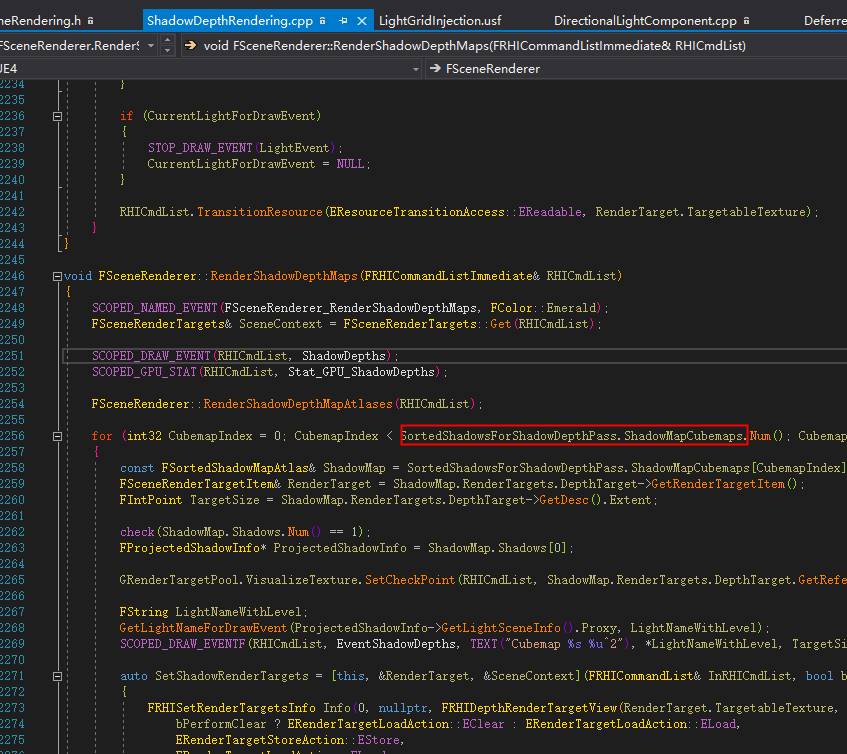 neRendering.h ShadowDepthRendering.cpp LightGridInjection.usf DirectionalLightComponent.cpp Deferre
FSceneRenderer.Render void FSceneRenderer::RenderShadowDepthMaps(FRHICommandListImmediate& RHICmdList)
UE4 FSceneRenderer
2234 }
2235
2236 if (CurrentLightForDrawEvent)
2237 {
2238 STOP_DRAW_EVENT(LightEvent);
2239 CurrentLightForDrawEvent = NULL;
2240 }
2241
2242 RHICmdList.TransitionResource(EResourceTransitionAccess::EReadable, RenderTarget.TargetableTexture);
2243 }
2244 }
2245
2246 void FSceneRenderer::RenderShadowDepthMaps(FRHICommandListImmediate& RHICmdList)
2247 {
2248 SCOPED_NAMED_EVENT(FSceneRenderer_RenderShadowDepthMaps, FColor::Emerald);
2249 FSceneRenderTargets& SceneContext = FSceneRenderTargets::Get(RHICmdList);
2250
2251 SCOPED_DRAW_EVENT(RHICmdList, ShadowDepths);
2252 SCOPED_GPU_STAT(RHICmdList, Stat_GPU_ShadowDepths);
2253
2254 FSceneRenderer::RenderShadowDepthMapAtlases(RHICmdList);
2255
2256 for (int32 CubemapIndex = 0; CubemapIndex < SortedShadowsForShadowDepthPass.ShadowMapCubemaps.Num(); Cubemap
2257 {
2258 const FSortedShadowMapAtlas& ShadowMap = SortedShadowsForShadowDepthPass.ShadowMapCubemaps[CubemapIndex]
2259 FSceneRenderTargetItem& RenderTarget = ShadowMap.RenderTargets.DepthTarget->GetRenderTargetItem();
2260 FIntPoint TargetSize = ShadowMap.RenderTargets.DepthTarget->GetDesc().Extent;
2261
2262 check(ShadowMap.Shadows.Num() == 1);
2263 FProjectedShadowInfo* ProjectedShadowInfo = ShadowMap.Shadows[0];
2264
2265 GRenderTargetPool.VisualizeTexture.SetCheckPoint(RHICmdList, ShadowMap.RenderTargets.DepthTarget.GetRefe
2266
2267 FString LightNameWithLevel;
2268 GetLightNameForDrawEvent(ProjectedShadowInfo->GetLightSceneInfo().Proxy, LightNameWithLevel);
2269 SCOPED_DRAW_EVENTF(RHICmdList, EventShadowDepths, TEXT("Cubemap %s %u^2"), *LightNameWithLevel, TargetSi
2270
2271 auto SetShadowRenderTargets = [this, &RenderTarget, &SceneContext](FRHICommandList& InRHICmdList, bool b
2272 {
2273 FRHISetRenderTargetsInfo Info(0, nullptr, FRHIDepthRenderTargetView(RenderTarget.TargetableTexture,
2274 bPerformClear ? ERenderTargetLoadAction::EClear : ERenderTargetLoadAction::ELoad,
2275 ERenderTargetStoreAction::EStore,